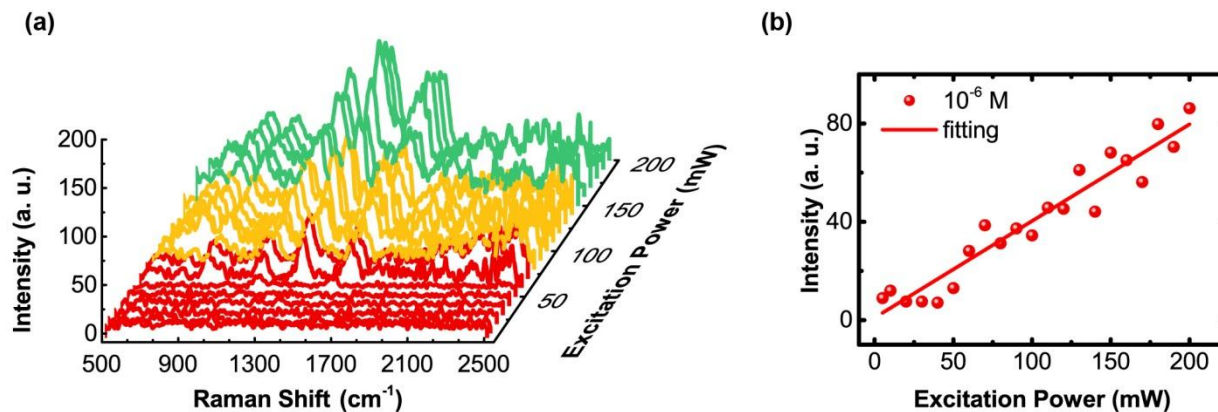 (a)
200
150
100
50
0
Intensity (a. u.)
500 900 1300 1700 2100 2500
Raman Shift (cm⁻¹)
50
100
150
200
Excitation Power (mW)
(b)
10⁻⁶ M
fitting
80
40
0
Intensity (a. u.)
0 50 100 150 200
Excitation Power (mW)